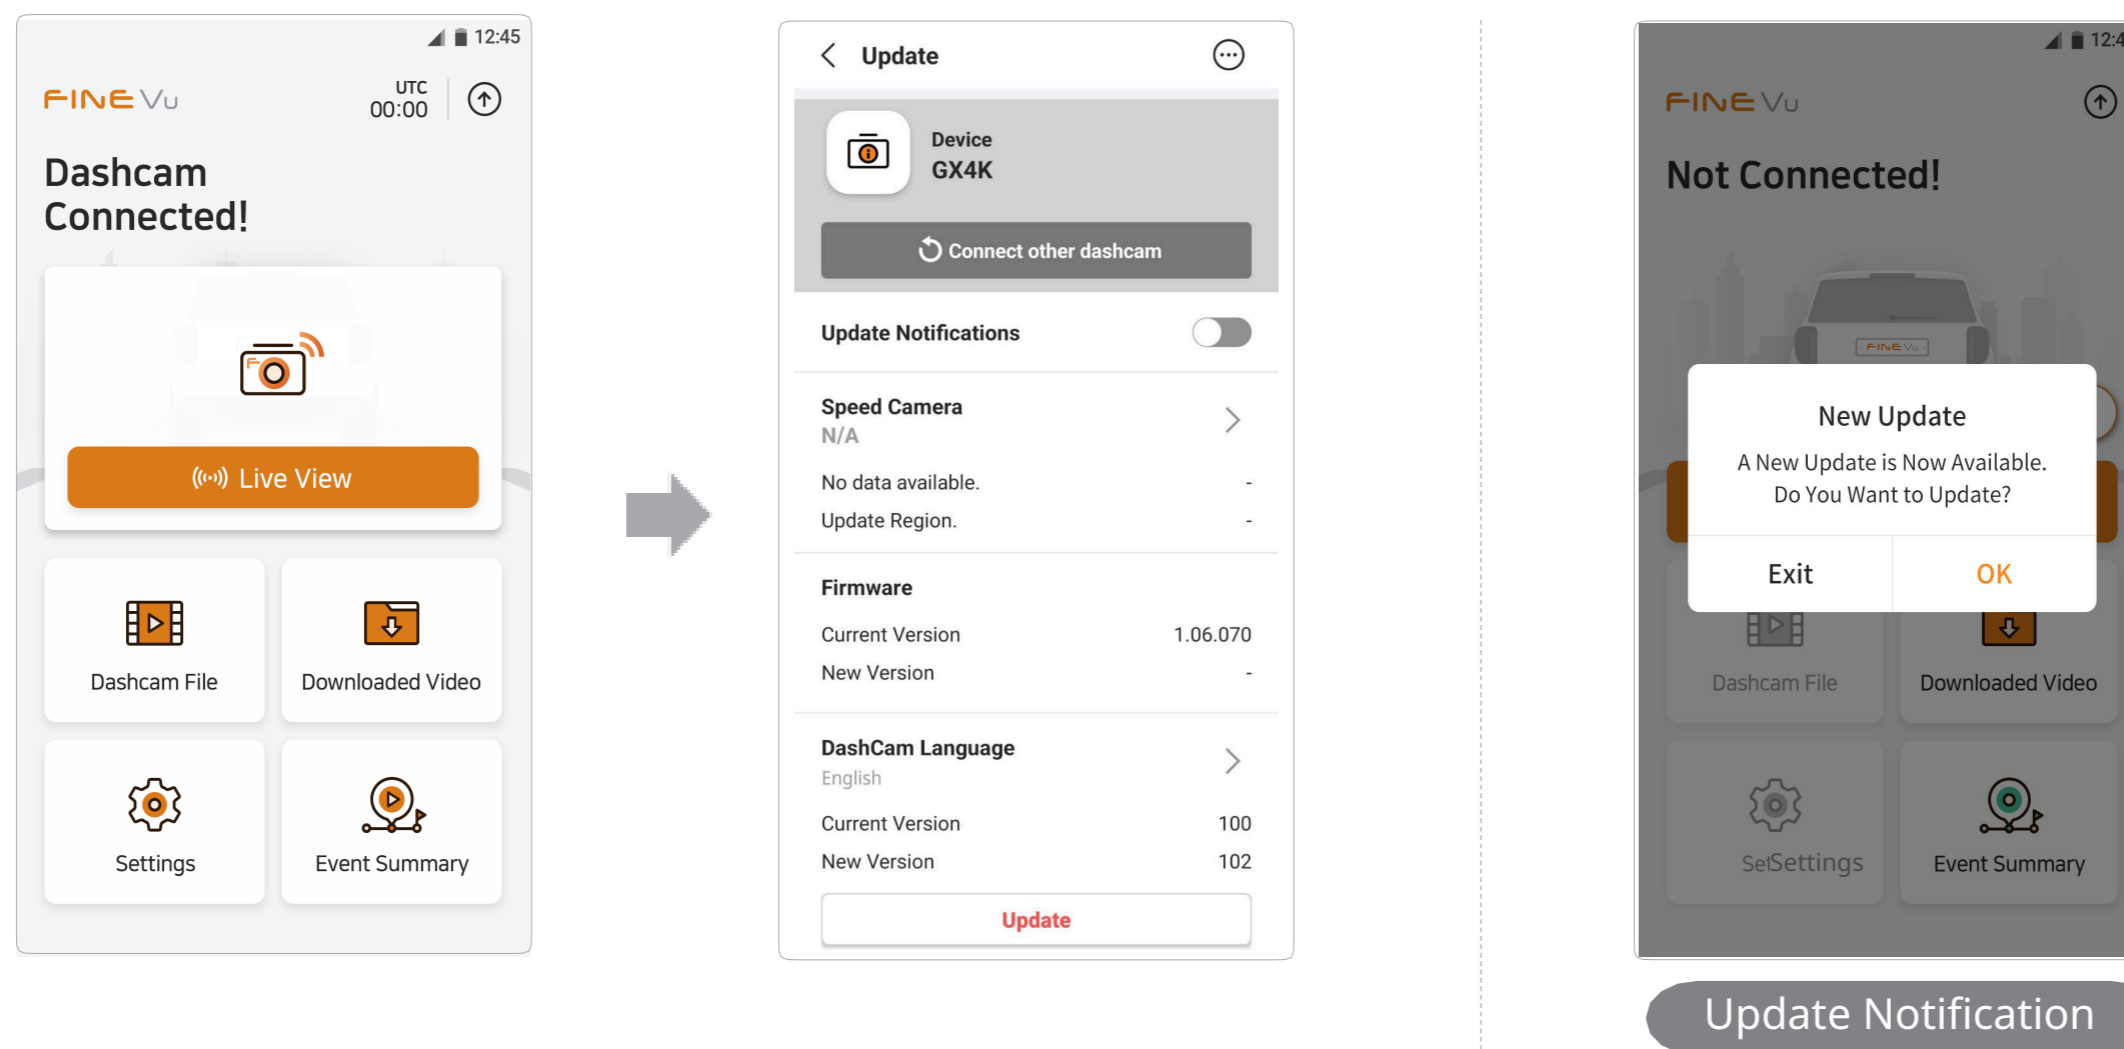 12:45
FINEVu
UTC
00:00
Dashcam
Connected!
Live View
Dashcam File
Downloaded Video
Settings
Event Summary
Update
Device
GX4K
Connect other dashcam
Update Notifications
Speed Camera
N/A
No data available. -
Update Region. -
Firmware
Current Version 1.06.070
New Version -
DashCam Language
English
Current Version 100
New Version 102
Update
12:4
FINEVu
Not Connected!
FINEVu
New Update
A New Update is Now Available.
Do You Want to Update?
Exit
OK
Dashcam File
Downloaded Video
SetSettings
Event Summary
Update Notification